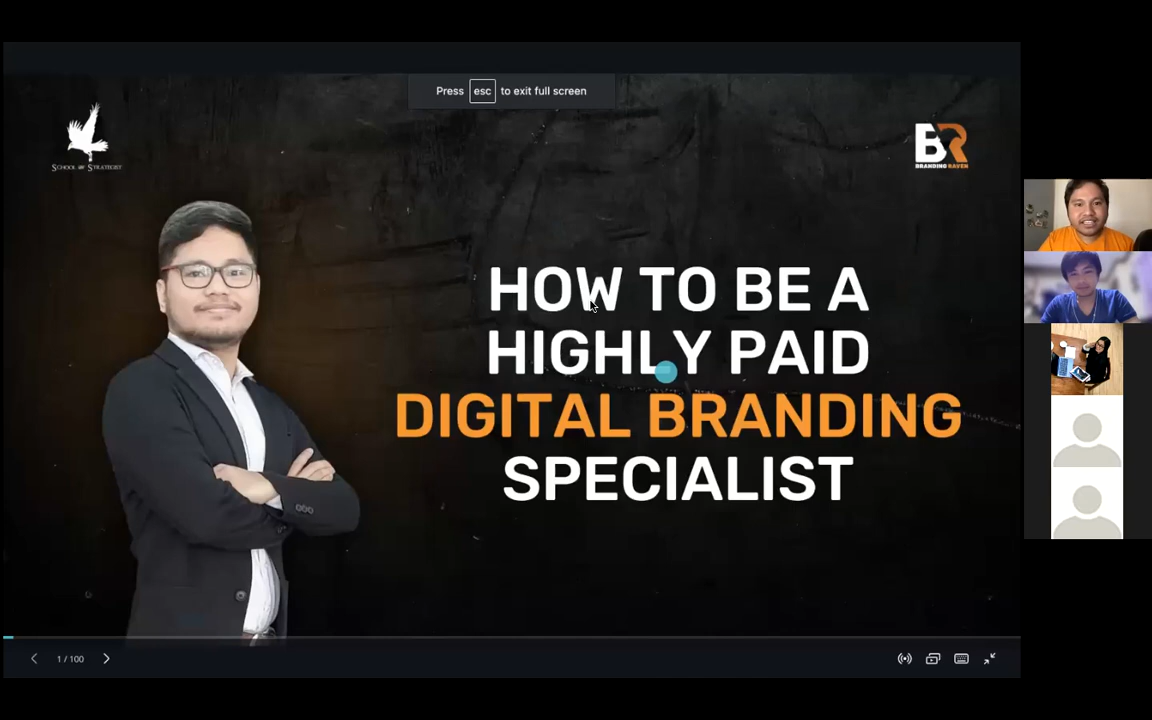 Press esc to exit full screen
SCHOOL OF STRATEGIST
BR
BRANDING RAVEN
HOW TO BE A
HIGHLY PAID
DIGITAL BRANDING
SPECIALIST
1 / 100